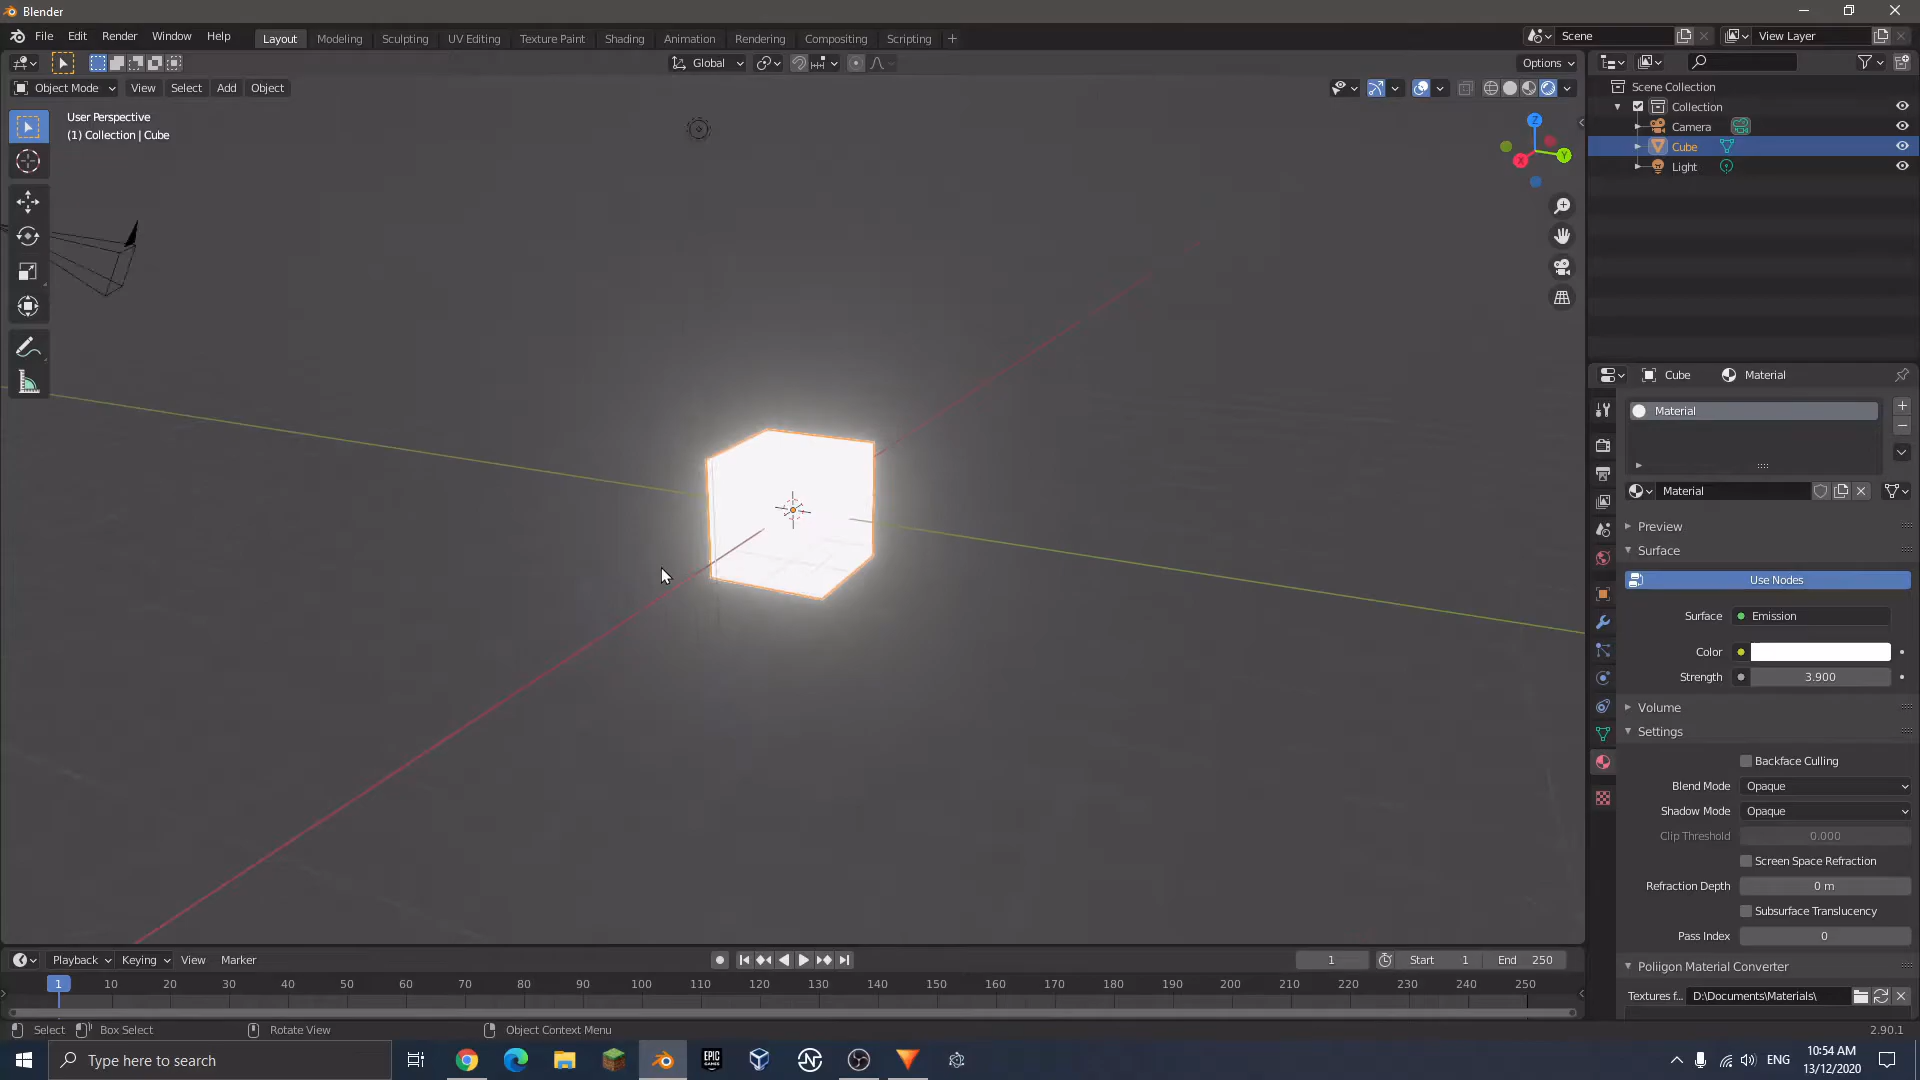 Blender
File Edit Render Window Help Layout Modeling Sculpting UV Editing Texture Paint Shading Animation Rendering Compositing Scripting + Scene View Layer
Global Options
Object Mode View Select Add Object
User Perspective
(1) Collection | Cube
Z
Y
X
Scene Collection
Collection
Camera
Cube
Light
Cube Material
Material
Material
Preview
Surface
Use Nodes
Surface Emission
Color
Strength 3.900
Volume
Settings
Backface Culling
Blend Mode Opaque
Shadow Mode Opaque
Clip Threshold 0.000
Screen Space Refraction
Refraction Depth 0 m
Subsurface Translucency
Pass Index 0
Poliigon Material Converter
Textures f... D:\Documents\Materials\
Playback Keying View Marker 1 Start 1 End 250
1 10 20 30 40 50 60 70 80 90 100 110 120 130 140 150 160 170 180 190 200 210 220 230 240 250
Select Box Select Rotate View Object Context Menu 2.90.1
Type here to search EPIC GAMES ENG 10:54 AM
13/12/2020